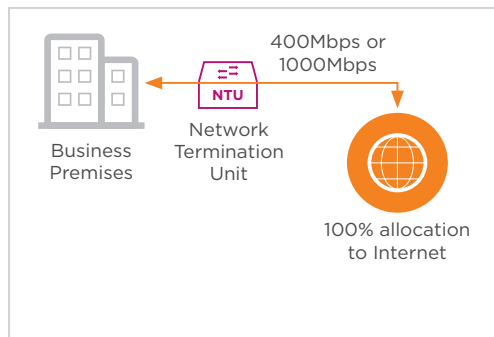 400Mbps or
1000Mbps
NTU
Business
Premises
Network
Termination
Unit
100% allocation
to Internet